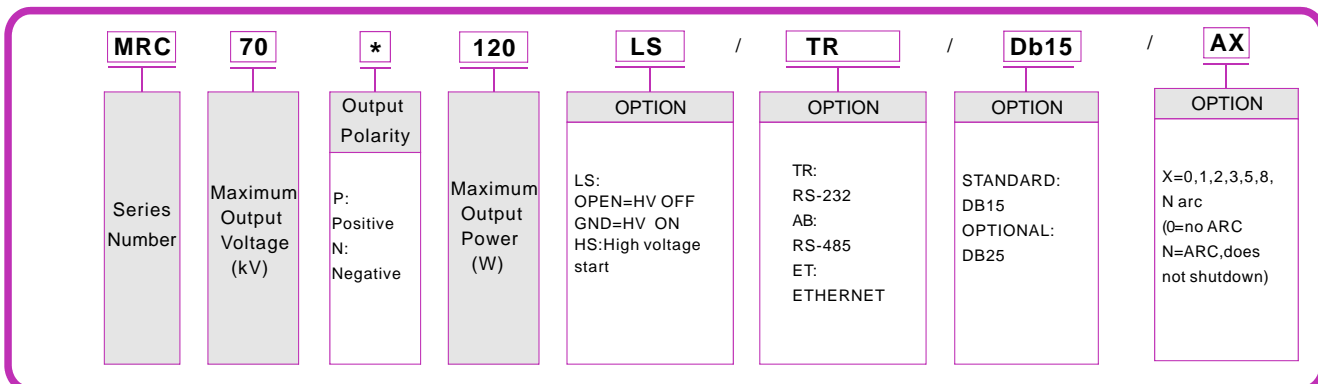 MRC 70 * 120 LS / TR / Db15 / AX
Series
Number
Maximum
Output
Voltage
(kV)
Output
Polarity
P:
Positive
N:
Negative
Maximum
Output
Power
(W)
OPTION
LS:
OPEN=HV OFF
GND=HV ON
HS:High voltage
start
OPTION
TR:
RS-232
AB:
RS-485
ET:
ETHERNET
OPTION
STANDARD:
DB15
OPTIONAL:
DB25
OPTION
X=0,1,2,3,5,8,
N arc
(0=no ARC
N=ARC,does
not shutdown)